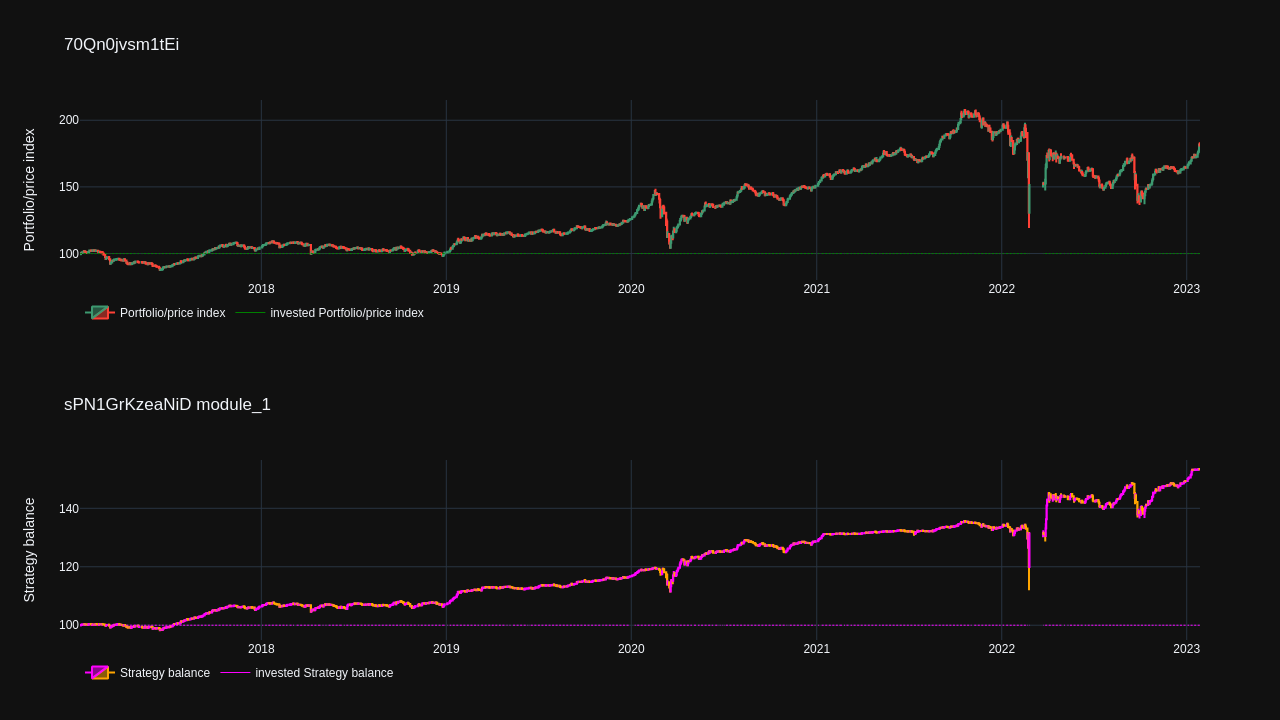 70Qn0jvsm1tEi
Portfolio/price index
200
150
100
2018 2019 2020 2021 2022 2023
Portfolio/price index invested Portfolio/price index
sPN1GrKzeaNiD module_1
Strategy balance
140
120
100
2018 2019 2020 2021 2022 2023
Strategy balance invested Strategy balance